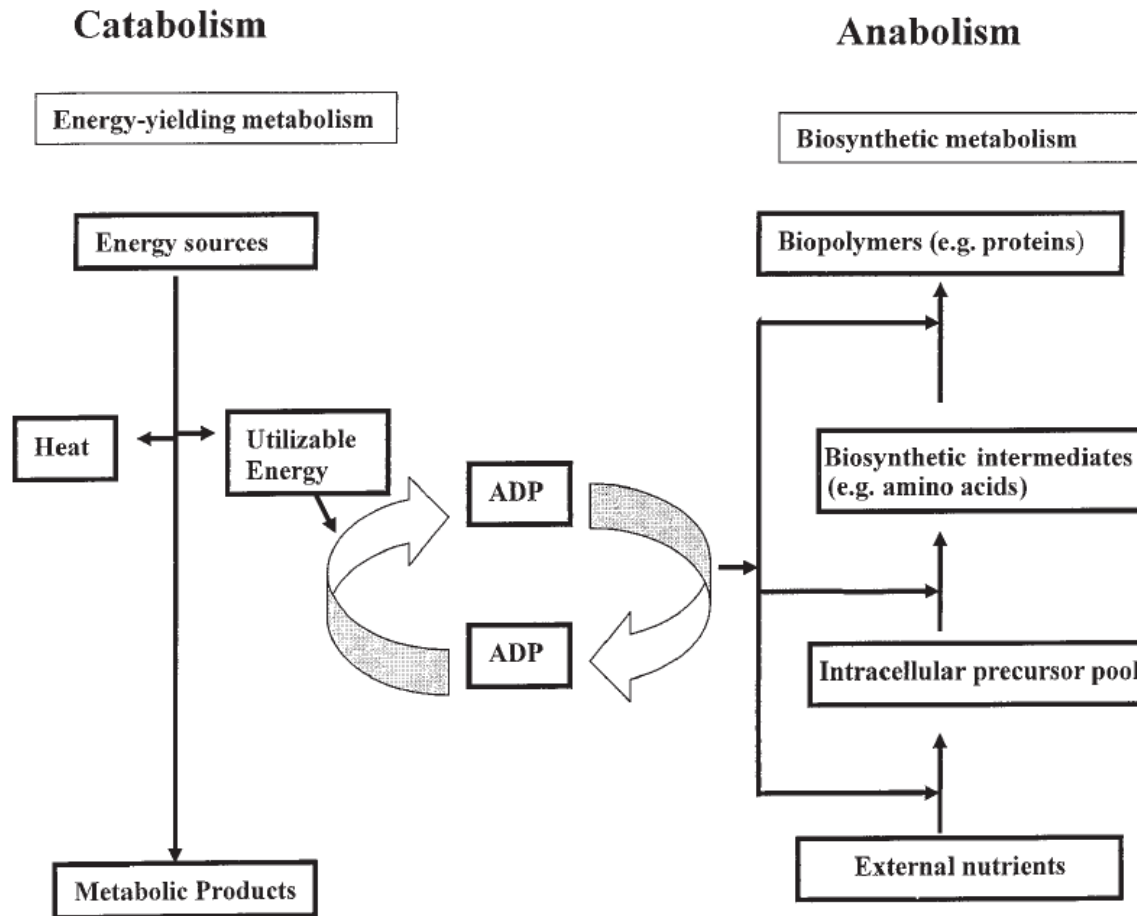 Catabolism
Anabolism
Energy-yielding metabolism
Biosynthetic metabolism
Energy sources
Biopolymers (e.g. proteins)
Heat
Utilizable
Energy
ADP
Biosynthetic intermediates
(e.g. amino acids)
ADP
Intracellular precursor pool
External nutrients
Metabolic Products